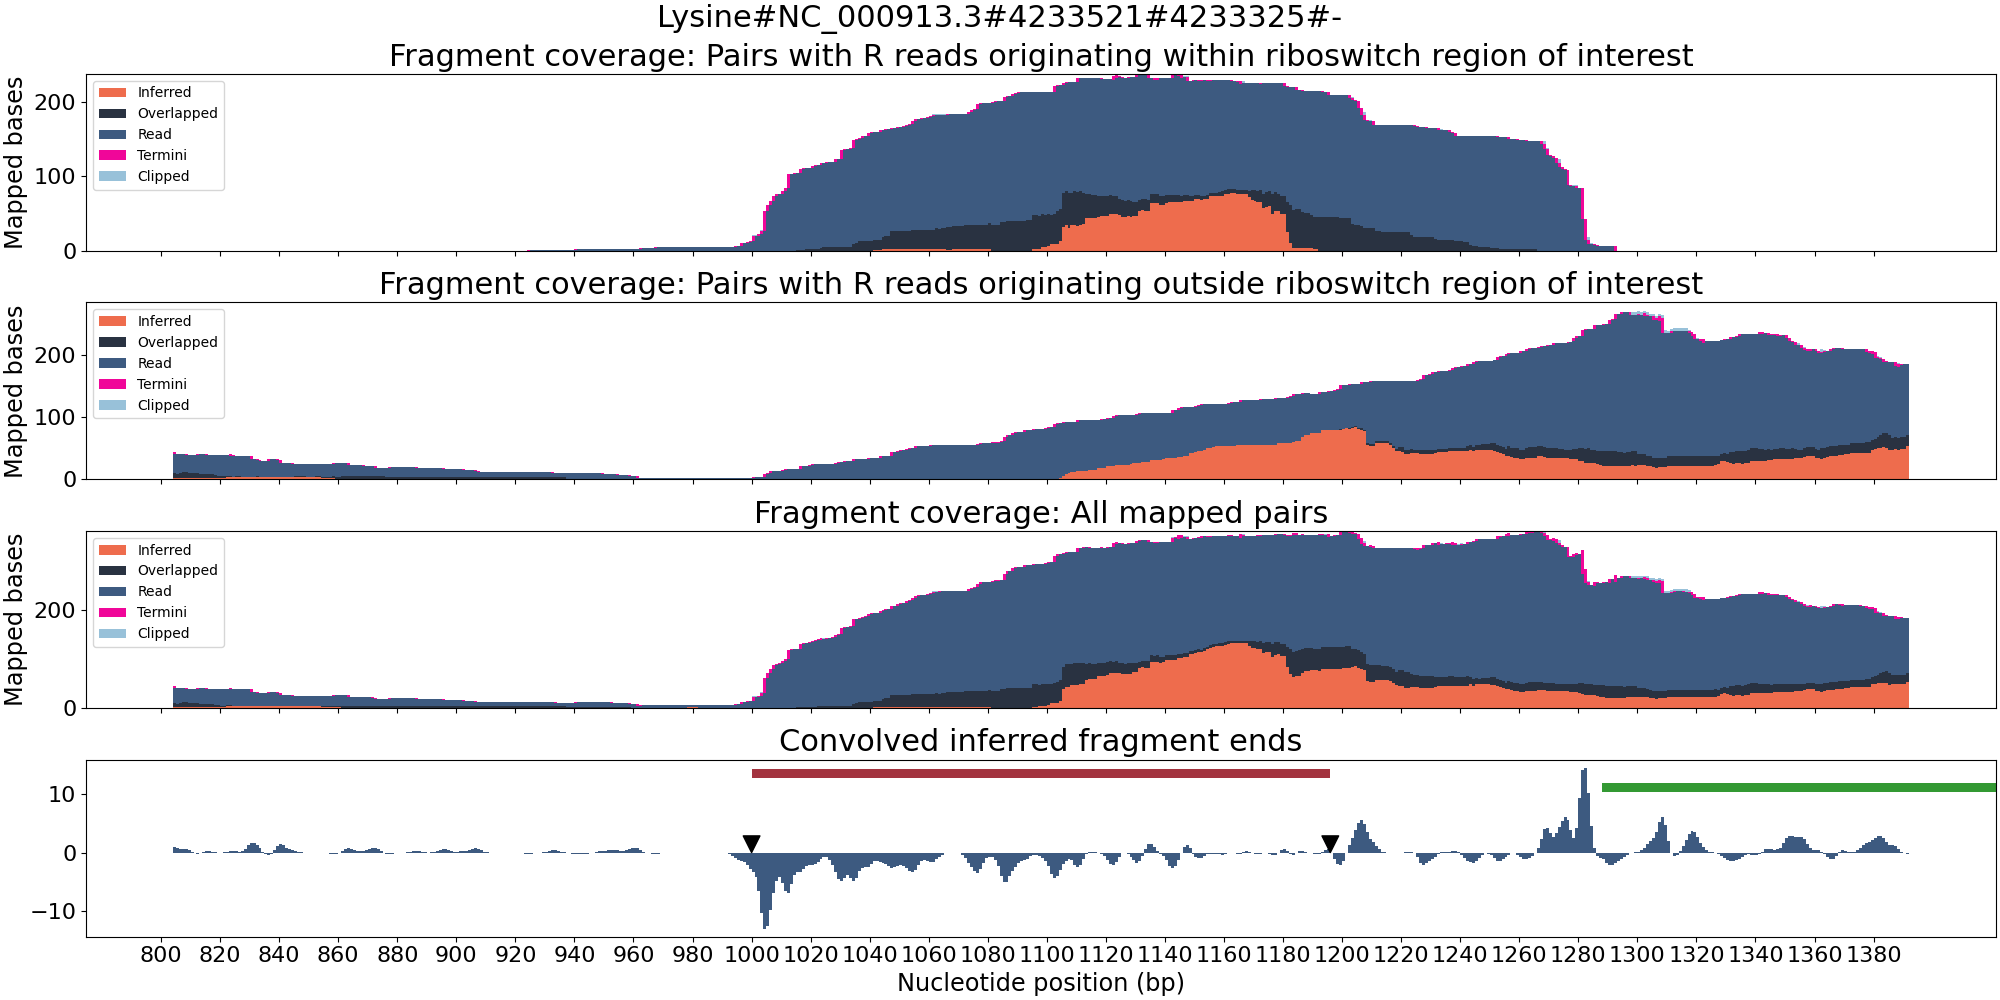 Lysine#NC_000913.3#4233521#4233325#-
Fragment coverage: Pairs with R reads originating within riboswitch region of interest
Mapped bases
200
100
0
Inferred
Overlapped
Read
Termini
Clipped
Fragment coverage: Pairs with R reads originating outside riboswitch region of interest
Mapped bases
200
100
0
Inferred
Overlapped
Read
Termini
Clipped
Fragment coverage: All mapped pairs
Mapped bases
200
0
Inferred
Overlapped
Read
Termini
Clipped
Convolved inferred fragment ends
10
0
−10
800 820 840 860 880 900 920 940 960 980 1000 1020 1040 1060 1080 1100 1120 1140 1160 1180 1200 1220 1240 1260 1280 1300 1320 1340 1360 1380
Nucleotide position (bp)